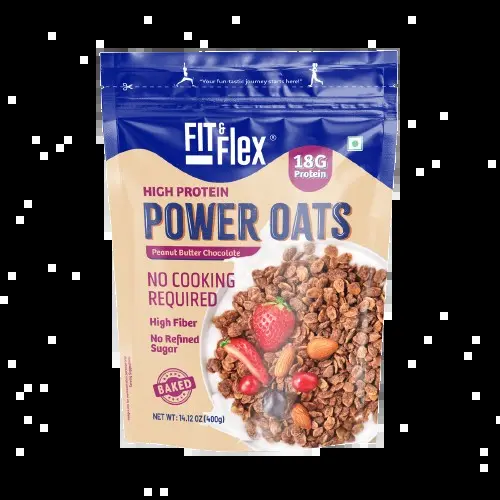 "Your fun-tastic journey starts here!"
FIT & Flex ®
18G
Protein
HIGH PROTEIN
POWER OATS
Peanut Butter Chocolate
NO COOKING
REQUIRED
High Fiber
No Refined
Sugar
BAKED
NET WT: 14.12 OZ (400g)